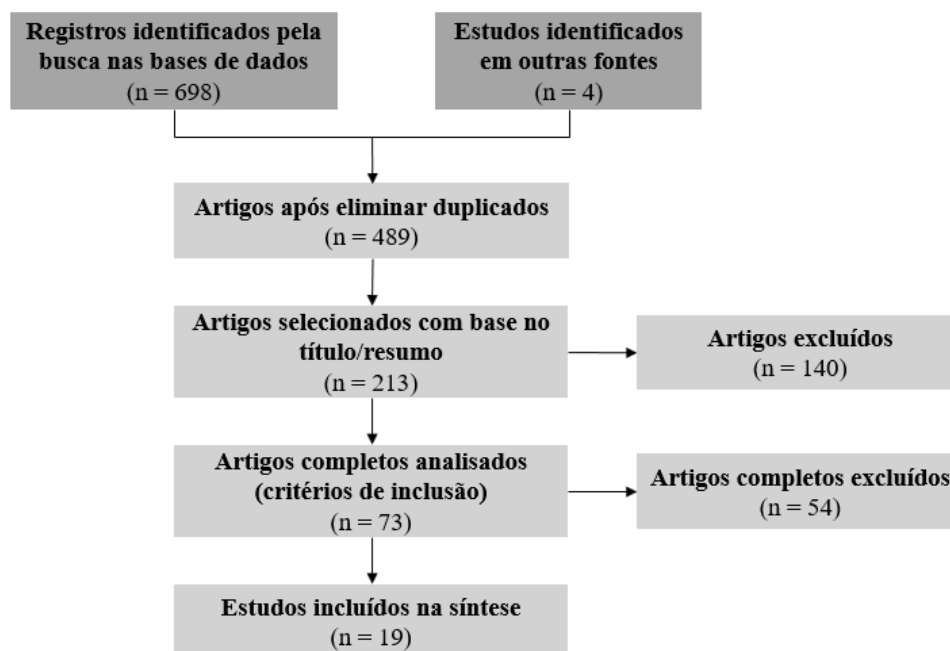 Registros identificados pela
busca nas bases de dados
(n = 698)
Estudos identificados
em outras fontes
(n = 4)
Artigos após eliminar duplicados
(n = 489)
Artigos selecionados com base no
título/resumo
(n = 213)
Artigos excluídos
(n = 140)
Artigos completos analisados
(critérios de inclusão)
(n = 73)
Artigos completos excluídos
(n = 54)
Estudos incluídos na síntese
(n = 19)